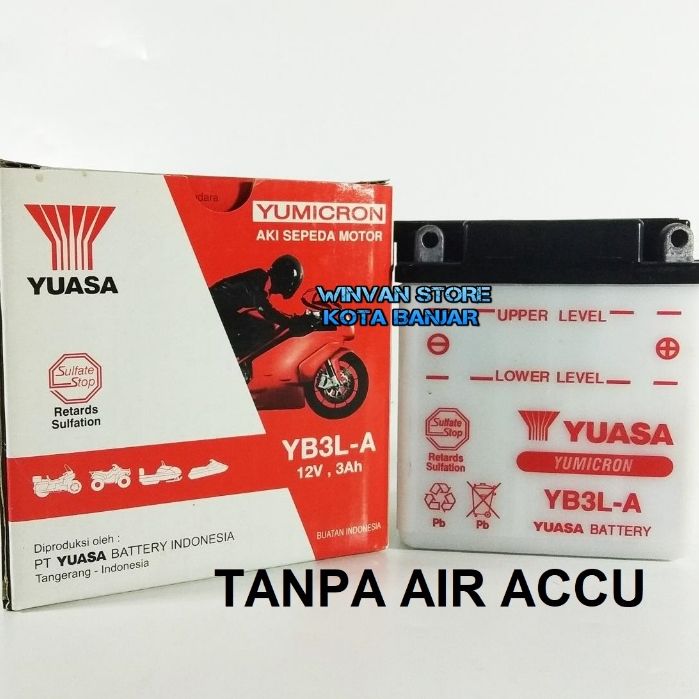 dara
YUMICRON
AKI SEPEDA MOTOR
YUASA
Sulfate
Stop
Retards
Sulfation
YB3L-A
12V , 3Ah
BUATAN INDONESIA
Diproduksi oleh :
PT YUASA BATTERY INDONESIA
Tangerang - Indonesia
WINVAN STORE
KOTA BANJAR
UPPER LEVEL
LOWER LEVEL
Sulfate
Stop
Retards
Sulfation
YUASA
YUMICRON
Pb
Pb
YB3L-A
YUASA BATTERY
TANPA AIR ACCU